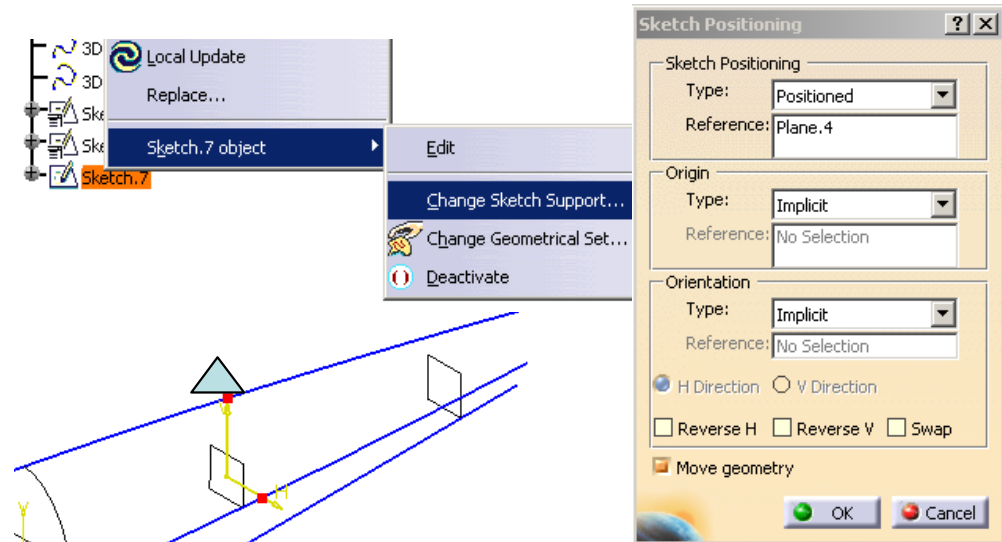 3D
Local Update
3D
Replace...
Ske
Ske
Sketch.7 object
Edit
Sketch.7
Change Sketch Support...
Change Geometrical Set...
Deactivate
V
H
Y
Sketch Positioning
Sketch Positioning
Type: Positioned
Reference: Plane.4
Origin
Type: Implicit
Reference: No Selection
Orientation
Type: Implicit
Reference: No Selection
H Direction V Direction
Reverse H Reverse V Swap
Move geometry
OK Cancel